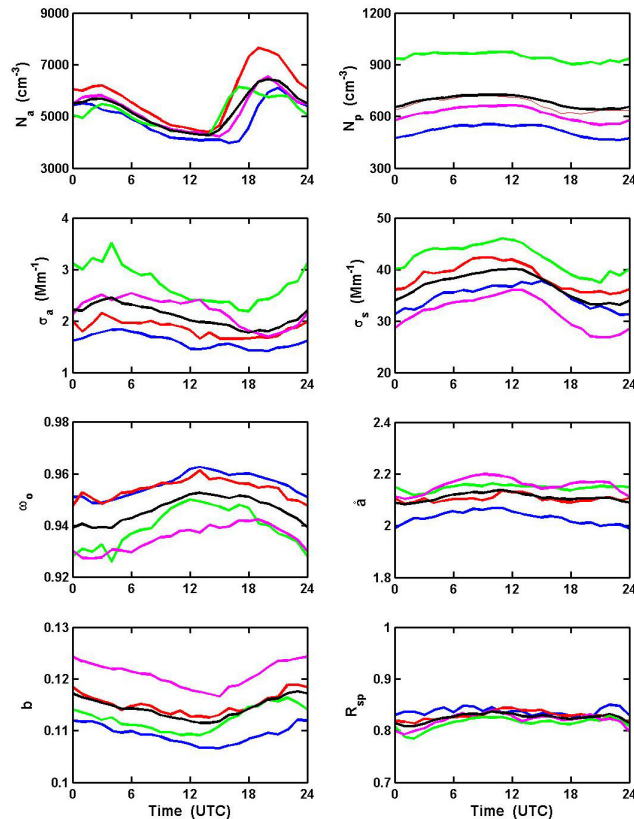 9000
7000
5000
3000
N_a (cm^-3)
0 6 12 18 24
1200
900
600
300
N_p (cm^-3)
0 6 12 18 24
4
3
2
1
σ_a (Mm^-1)
0 6 12 18 24
50
40
30
20
σ_s (Mm^-1)
0 6 12 18 24
0.98
0.96
0.94
0.92
ω_o
0 6 12 18 24
2.4
2.2
2
1.8
å
0 6 12 18 24
0.13
0.12
0.11
0.1
b
0 6 12 18 24
Time (UTC)
1
0.9
0.8
0.7
R_sp
0 6 12 18 24
Time (UTC)